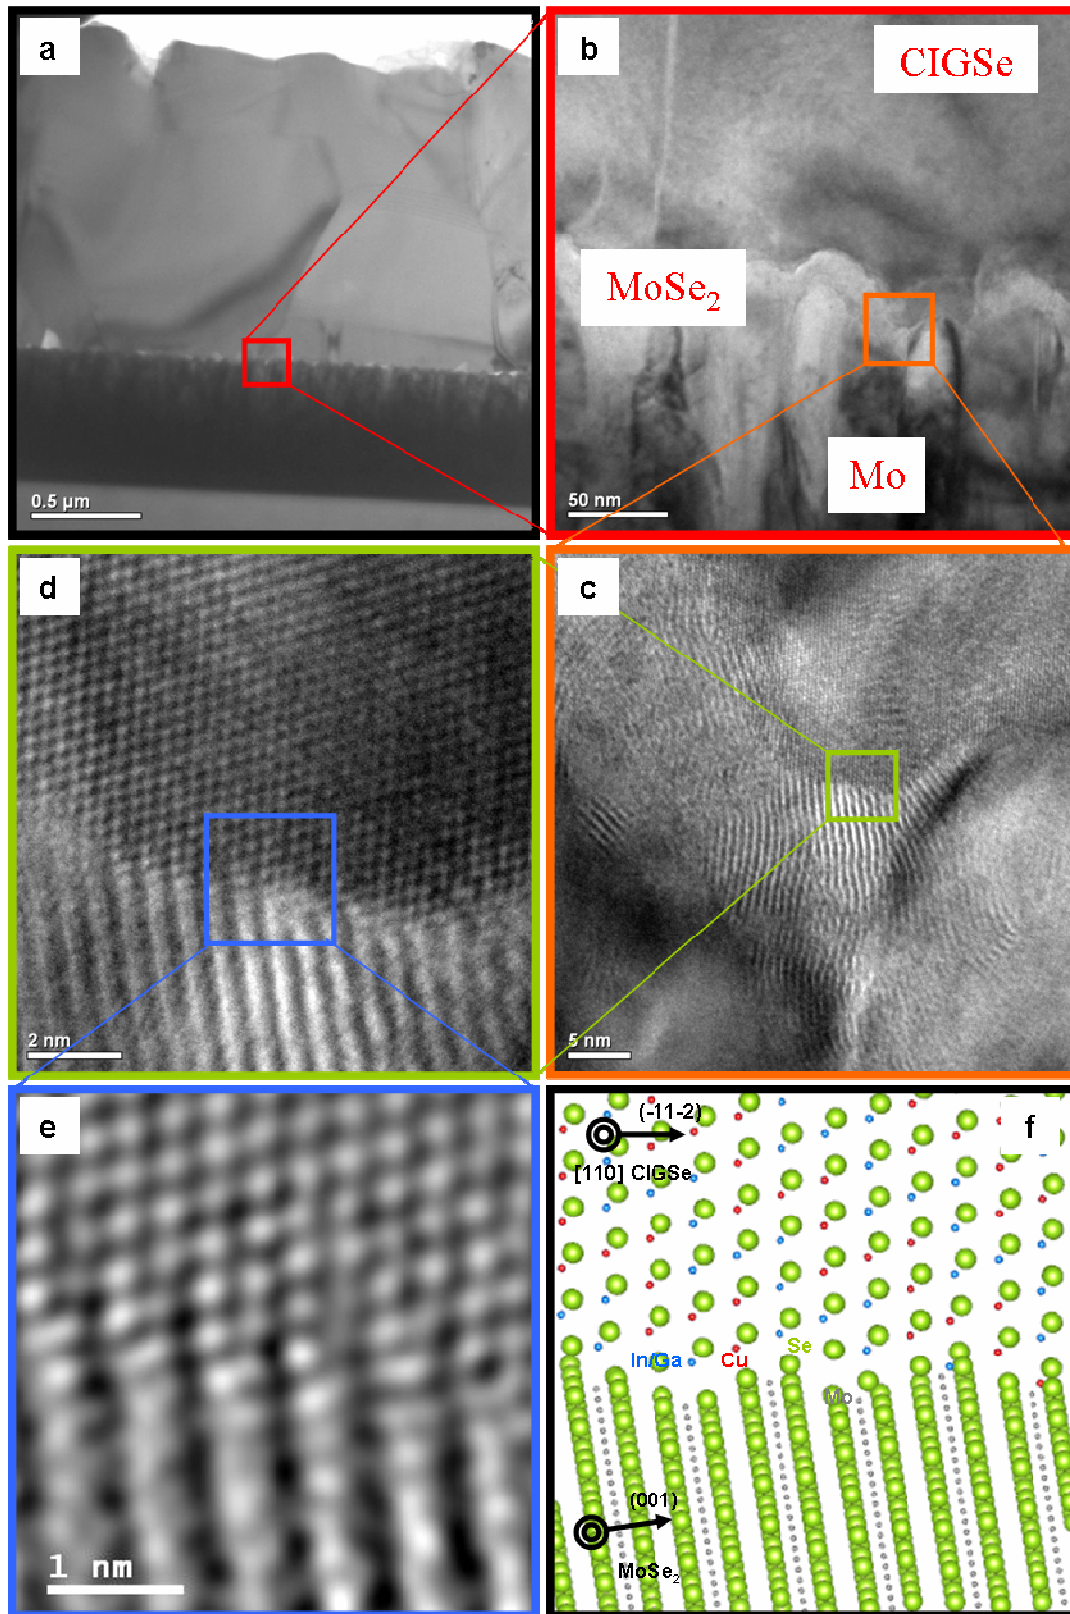 a
0.5 µm
b
CIGSe
MoSe₂
Mo
50 nm
d
2 nm
c
5 nm
e
1 nm
f
(-11-2)
[110] CIGSe
Se
In/Ga
Cu
Mo
(001)
MoSe₂